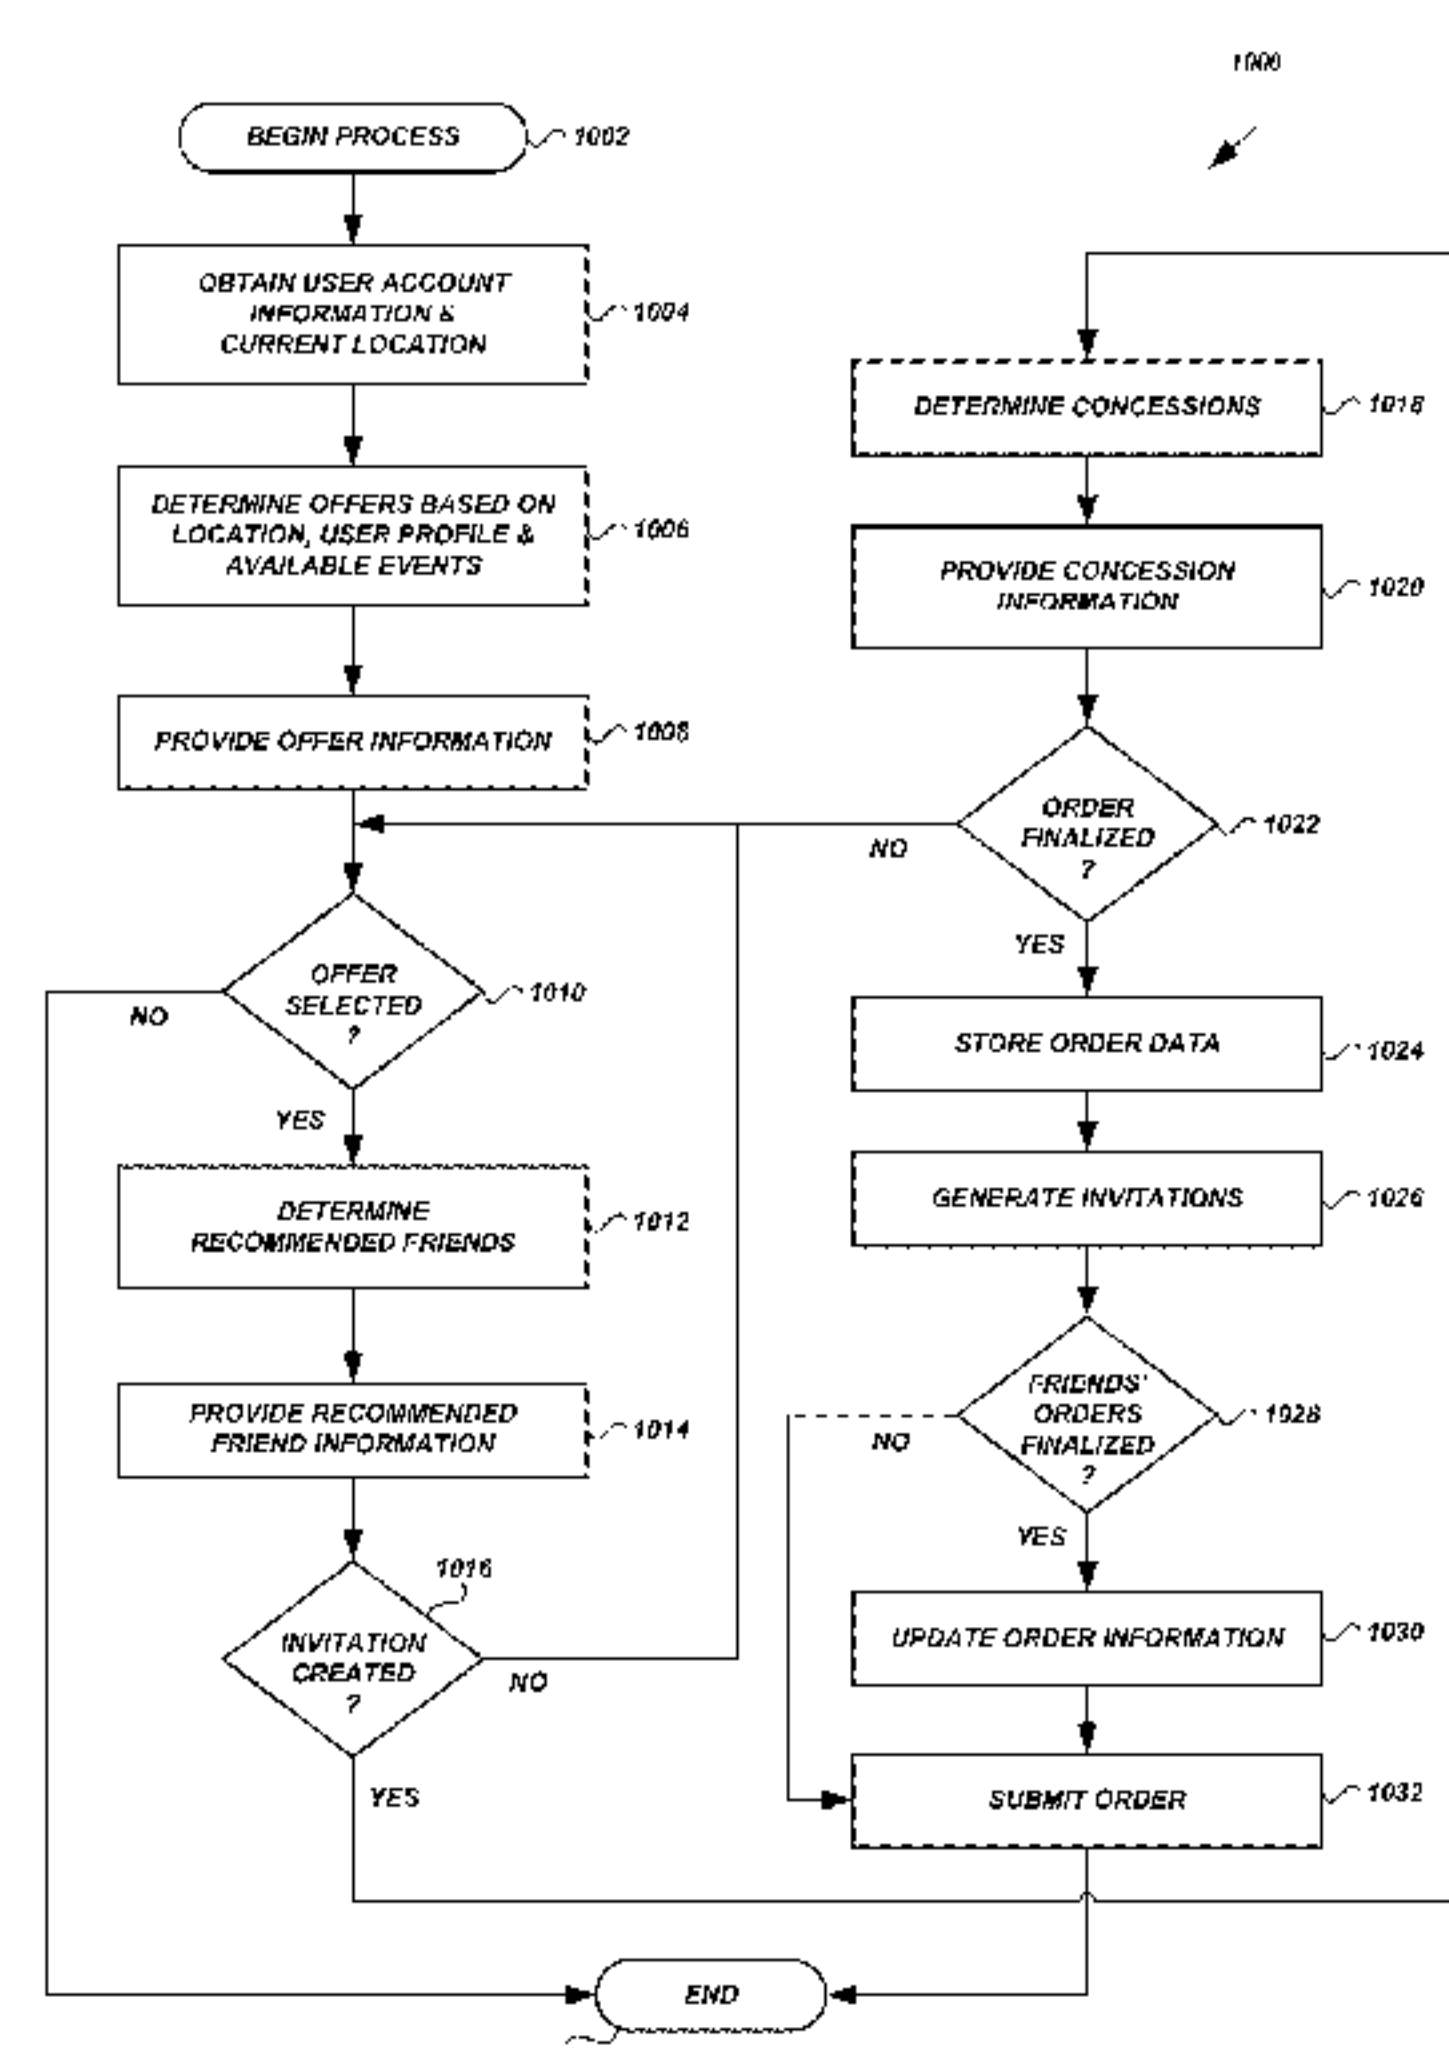 1000
BEGIN PROCESS
1002
OBTAIN USER ACCOUNT
INFORMATION &
CURRENT LOCATION
1004
DETERMINE OFFERS BASED ON
LOCATION, USER PROFILE &
AVAILABLE EVENTS
1006
PROVIDE OFFER INFORMATION
1008
OFFER
SELECTED
?
1010
NO
YES
DETERMINE
RECOMMENDED FRIENDS
1012
PROVIDE RECOMMENDED
FRIEND INFORMATION
1014
1016
INVITATION
CREATED
?
NO
YES
DETERMINE CONCESSIONS
1018
PROVIDE CONCESSION
INFORMATION
1020
ORDER
FINALIZED
?
1022
NO
YES
STORE ORDER DATA
1024
GENERATE INVITATIONS
1026
FRIENDS'
ORDERS
FINALIZED
?
1028
NO
YES
UPDATE ORDER INFORMATION
1030
SUBMIT ORDER
1032
END